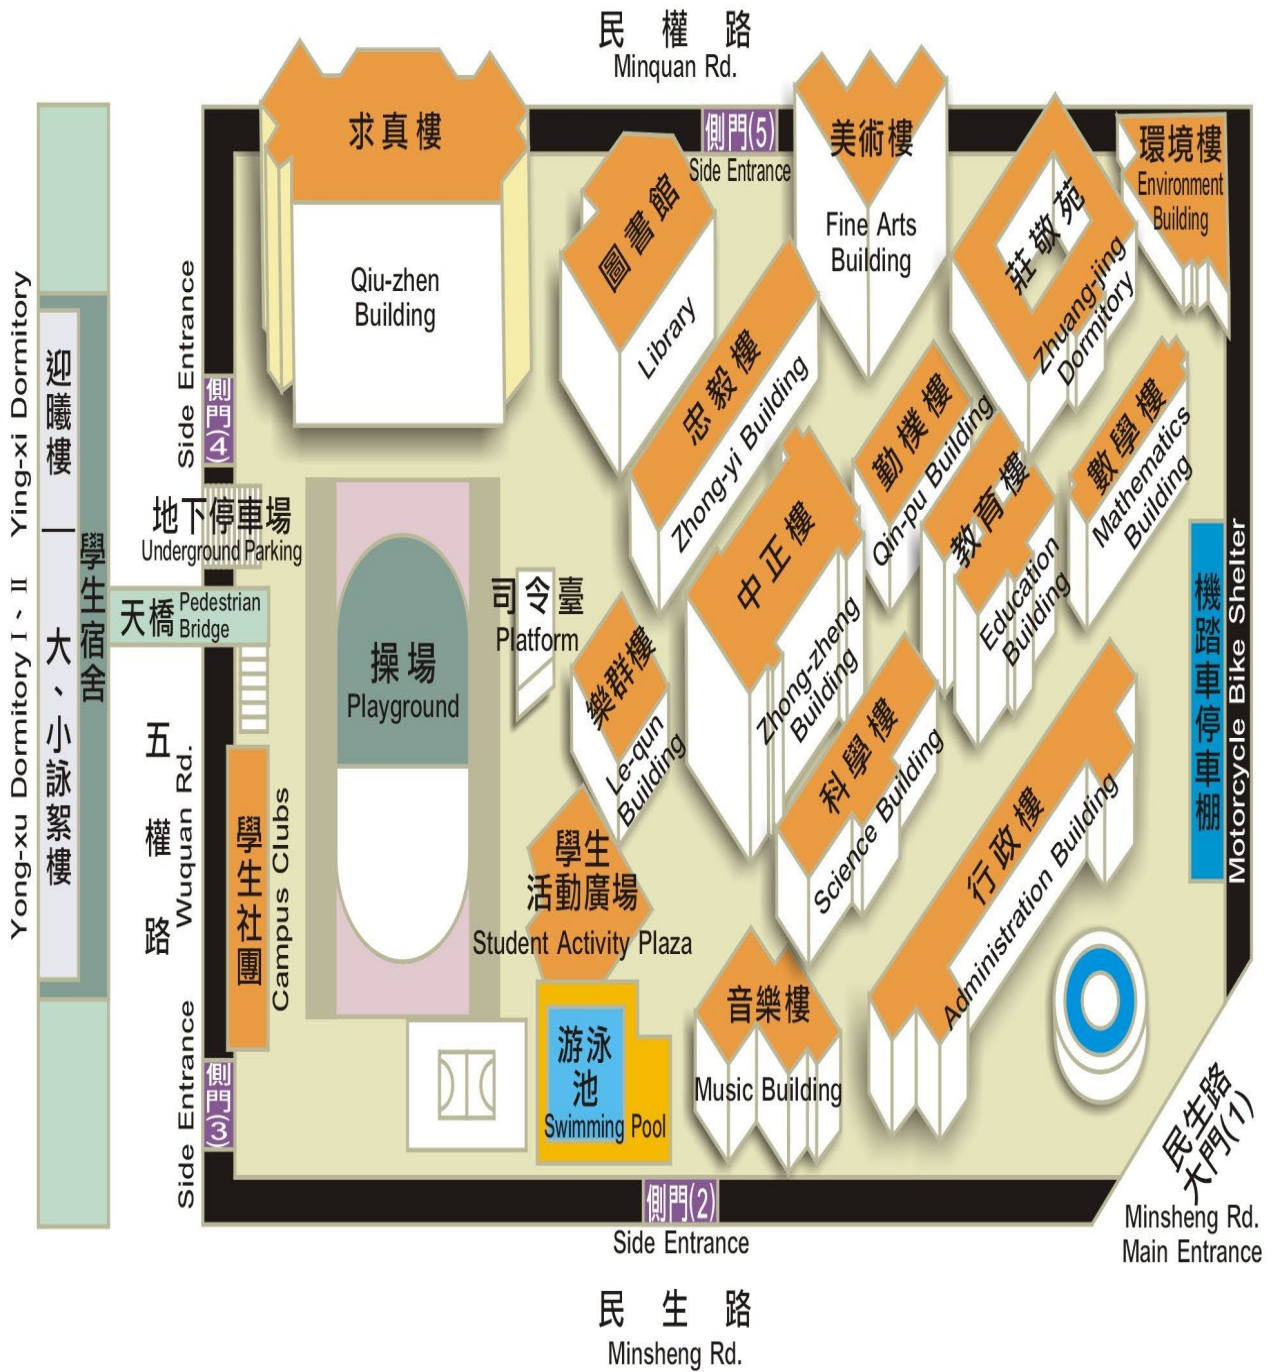 民權路
Minquan Rd.
求真樓
Qiu-zhen
Building
側門(5)
Side Entrance
美術樓
Fine Arts
Building
環境樓
Environment
Building
圖書館
Library
莊敬苑
Zhuang-jing
Dormitory
忠毅樓
Zhong-yi Building
勤樸樓
Qin-pu Building
數學樓
Mathematics
Building
教育樓
Education
Building
中正樓
Zhong-zheng
Building
Side Entrance
側門(4)
地下停車場
Underground Parking
天橋
Pedestrian
Bridge
Ying-xi Dormitory
迎曦樓
Yong-xu Dormitory I、II
大、小詠絮樓
學生宿舍
五權路
Wuquan Rd.
操場
Playground
司令臺
Platform
樂群樓
Le-qun
Building
科學樓
Science Building
機踏車停車棚
Motorcycle Bike Shelter
行政樓
Administration Building
學生社團
Campus Clubs
學生
活動廣場
Student Activity Plaza
音樂樓
Music Building
游泳
池
Swimming Pool
Side Entrance
側門(3)
側門(2)
Side Entrance
民生路
大門(1)
Minsheng Rd.
Main Entrance
民生路
Minsheng Rd.